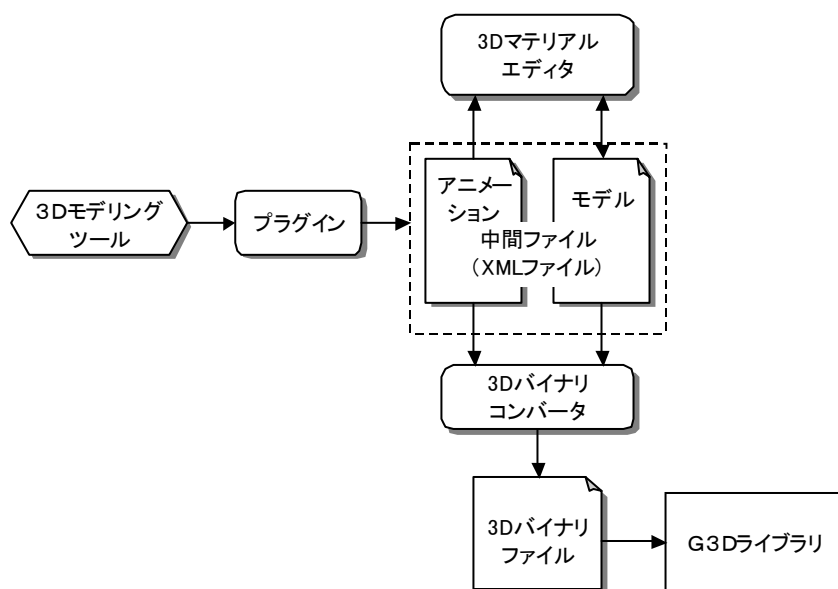 3Dマテリアル
エディタ
アニメー
ション
モデル
3Dモデリング
ツール
プラグイン
中間ファイル
(XMLファイル)
3Dバイナリ
コンバータ
3Dバイナリ
ファイル
G3Dライブラリ